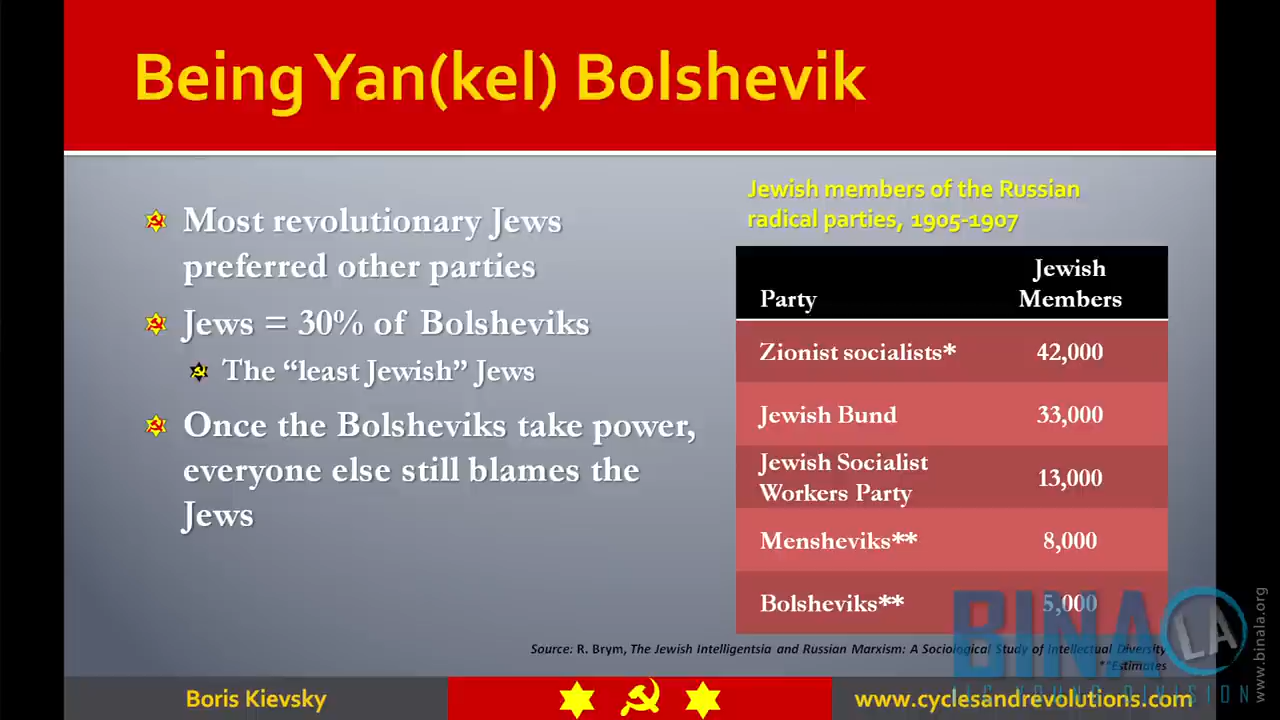 Being Yan(kel) Bolshevik
Most revolutionary Jews
preferred other parties
Jews = 30% of Bolsheviks
The “least Jewish” Jews
Once the Bolsheviks take power,
everyone else still blames the
Jews
Jewish members of the Russian
radical parties, 1905-1907
Party
Jewish
Members
Zionist socialists* 42,000
Jewish Bund 33,000
Jewish Socialist
Workers Party
13,000
Mensheviks** 8,000
Bolsheviks** 5,000
Source: R. Brym, The Jewish Intelligentsia and Russian Marxism: A Sociological Study of Intellectual Diversity
**Estimates
Boris Kievsky
www.cyclesandrevolutions.com
BINA LA
YOUNG DIVISION
www.binala.org